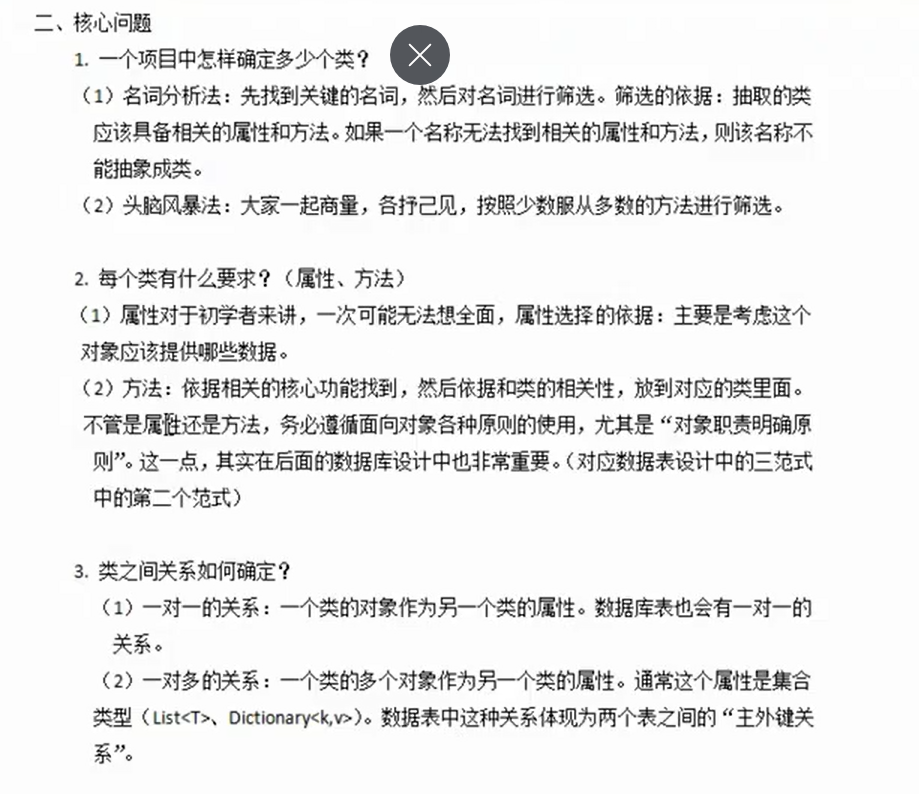 二、核心问题
1. 一个项目中怎样确定多少个类？
（1）名词分析法：先找到关键的名词，然后对名词进行筛选。筛选的依据：抽取的类
应该具备相关的属性和方法。如果一个名称无法找到相关的属性和方法，则该名称不
能抽象成类。
（2）头脑风暴法：大家一起商量，各抒己见，按照少数服从多数的方法进行筛选。
2. 每个类有什么要求？（属性、方法）
（1）属性对于初学者来讲，一次可能无法想全面，属性选择的依据：主要是考虑这个
对象应该提供哪些数据。
（2）方法：依据相关的核心功能找到，然后依据和类的相关性，放到对应的类里面。
不管是属性还是方法，务必遵循面向对象各种原则的使用，尤其是“对象职责明确原
则”。这一点，其实在后面的数据库设计中也非常重要。（对应数据表设计中的三范式
中的第二个范式）
3. 类之间关系如何确定？
（1）一对一的关系：一个类的对象作为另一个类的属性。数据库表也会有一对一的
关系。
（2）一对多的关系：一个类的多个对象作为另一个类的属性。通常这个属性是集合
类型（List<T>、Dictionary<k,v>）。数据表中这种关系体现为两个表之间的“主外键关
系”。